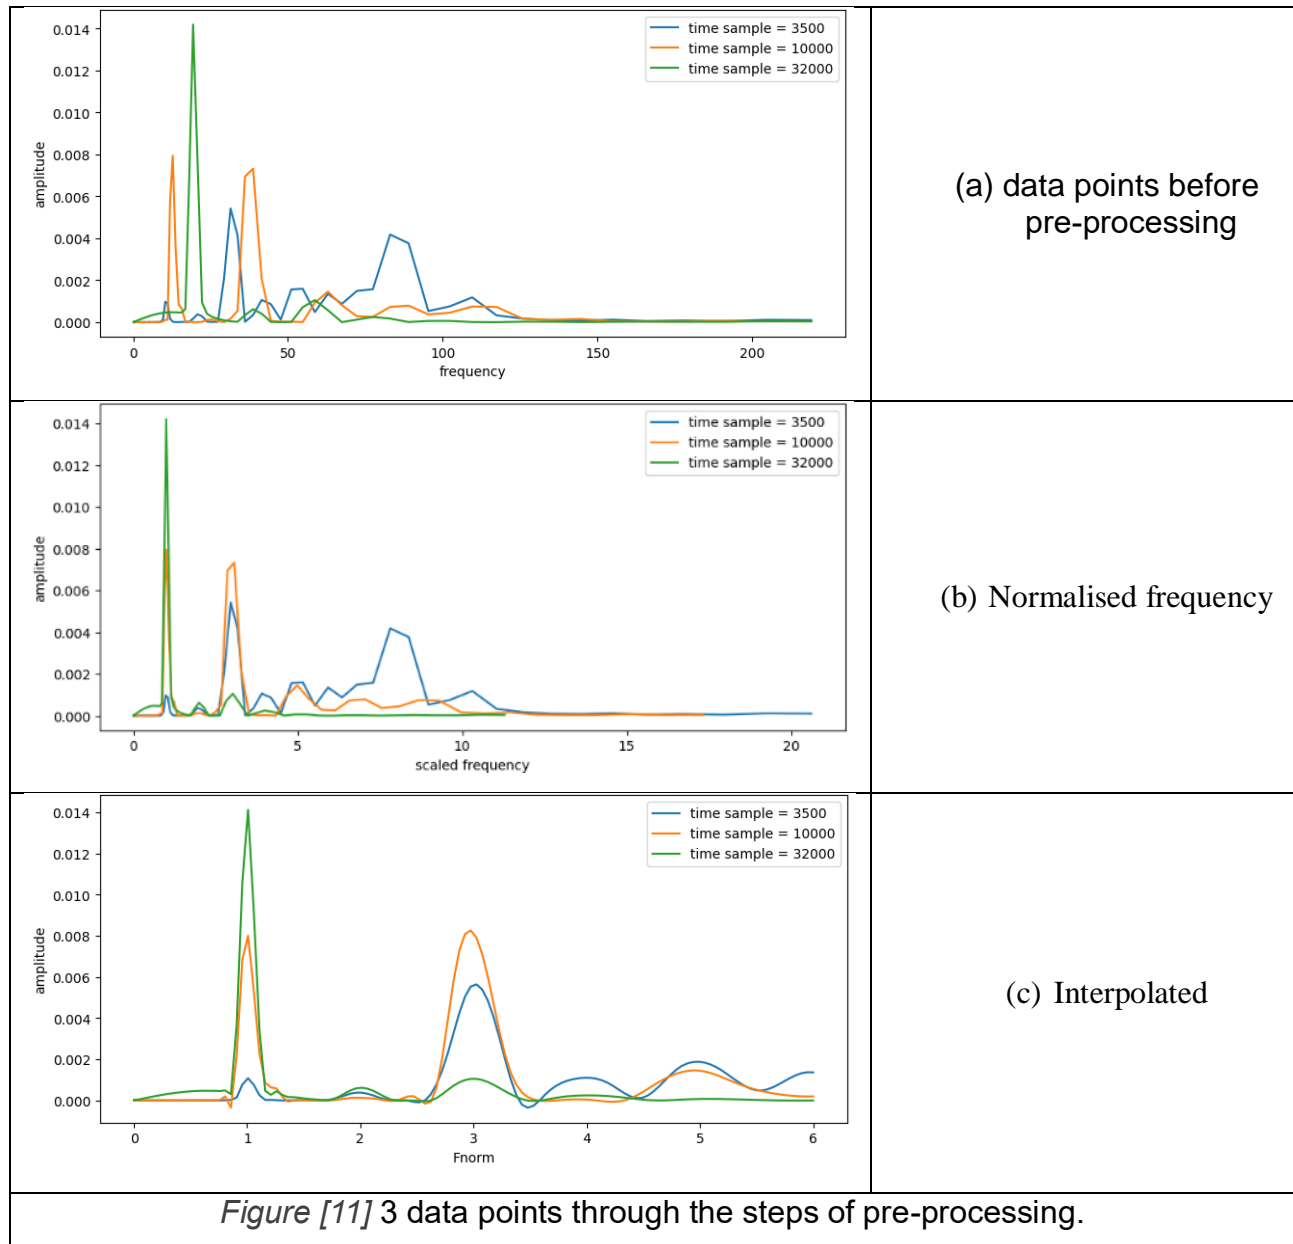 time sample = 3500
time sample = 10000
time sample = 32000
0.014
0.012
0.010
0.008
0.006
0.004
0.002
0.000
amplitude
0 50 100 150 200
frequency
(a) data points before
pre-processing
time sample = 3500
time sample = 10000
time sample = 32000
0.014
0.012
0.010
0.008
0.006
0.004
0.002
0.000
amplitude
0 5 10 15 20
scaled frequency
(b) Normalised frequency
time sample = 3500
time sample = 10000
time sample = 32000
0.014
0.012
0.010
0.008
0.006
0.004
0.002
0.000
amplitude
0 1 2 3 4 5 6
Fnorm
(c) Interpolated
Figure [11] 3 data points through the steps of pre-processing.